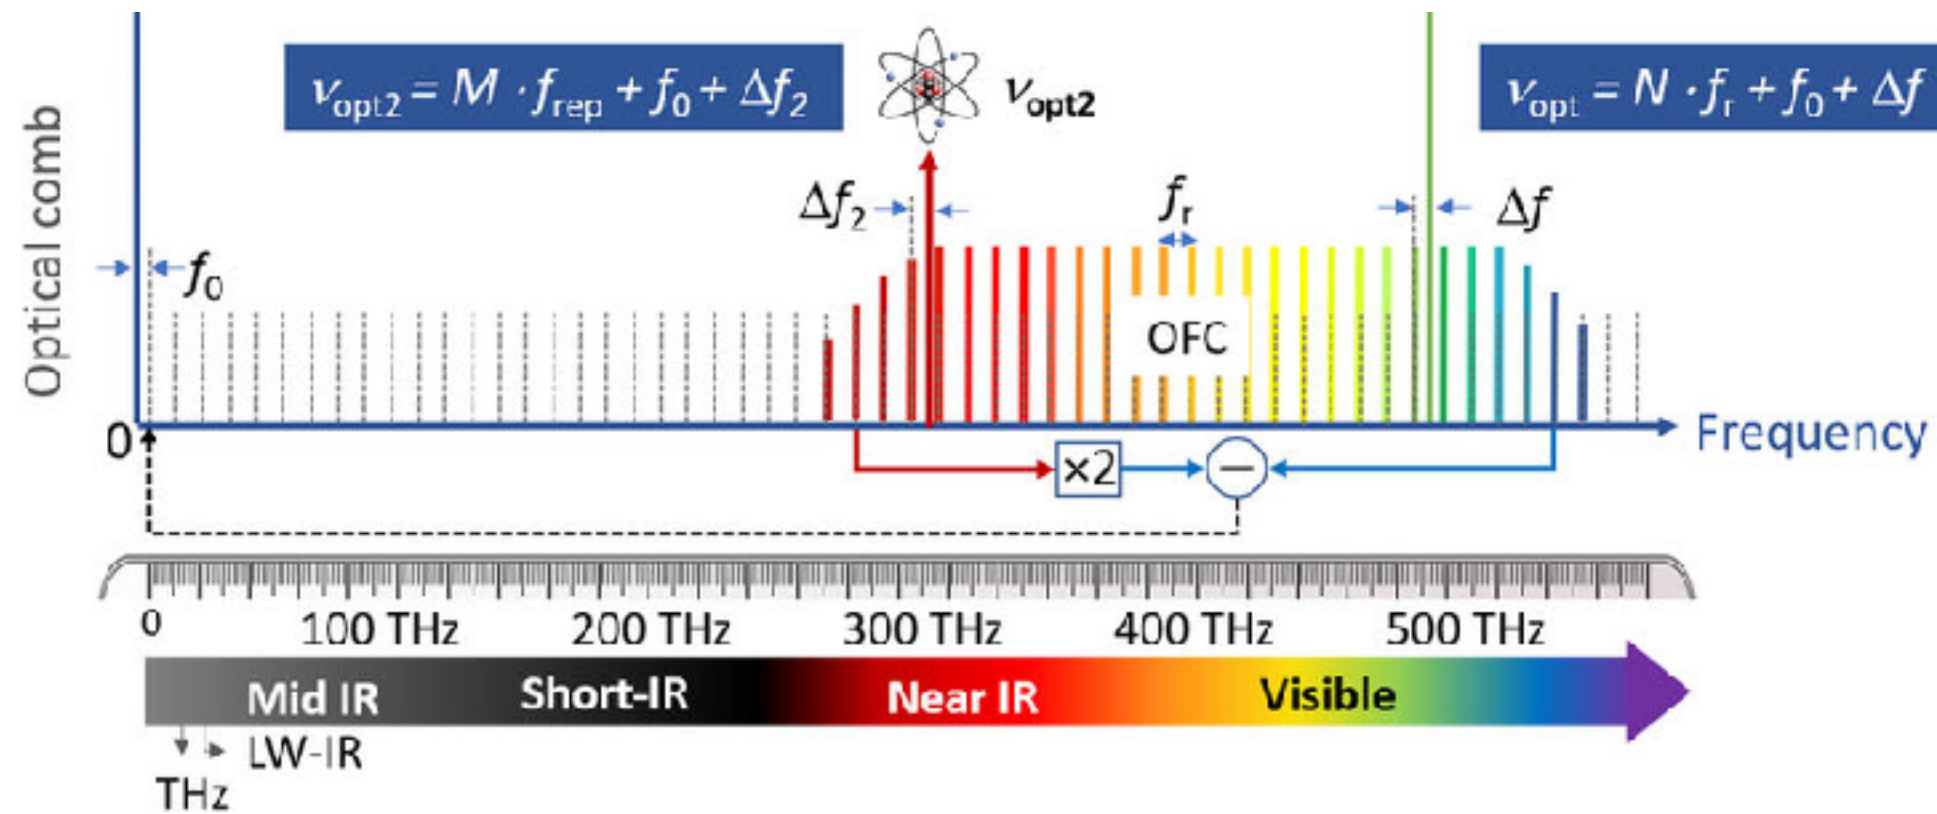 Optical comb
ν_opt2 = M · f_rep + f_0 + Δf_2
ν_opt2
ν_opt = N · f_r + f_0 + Δf
Δf_2
f_r
Δf
f_0
OFC
0
Frequency
×2
−
0 100 THz 200 THz 300 THz 400 THz 500 THz
Mid IR Short-IR Near IR Visible
LW-IR
THz